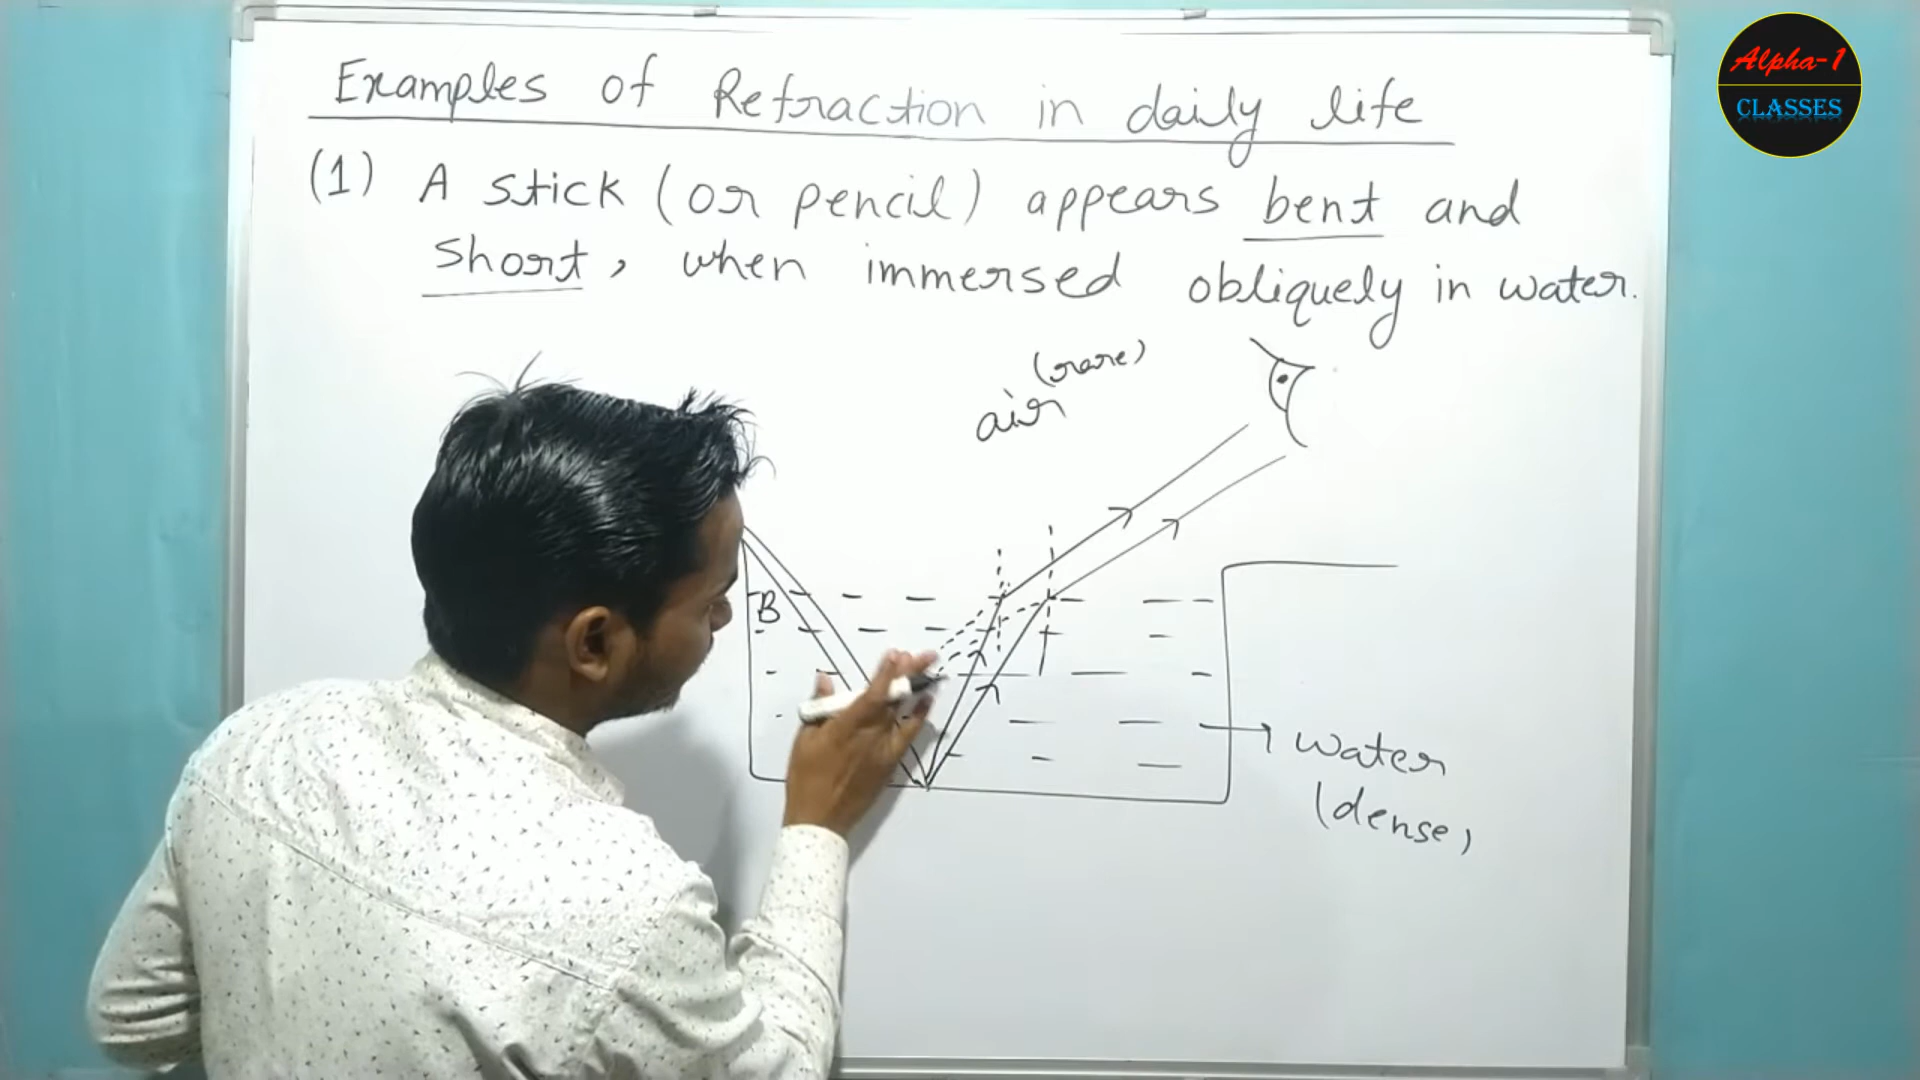 Alpha-1
CLASSES
Examples of Refraction in daily life
(1) A stick (or pencil) appears bent and
short, when immersed obliquely in water.
(rare)
air
B
water
(dense)